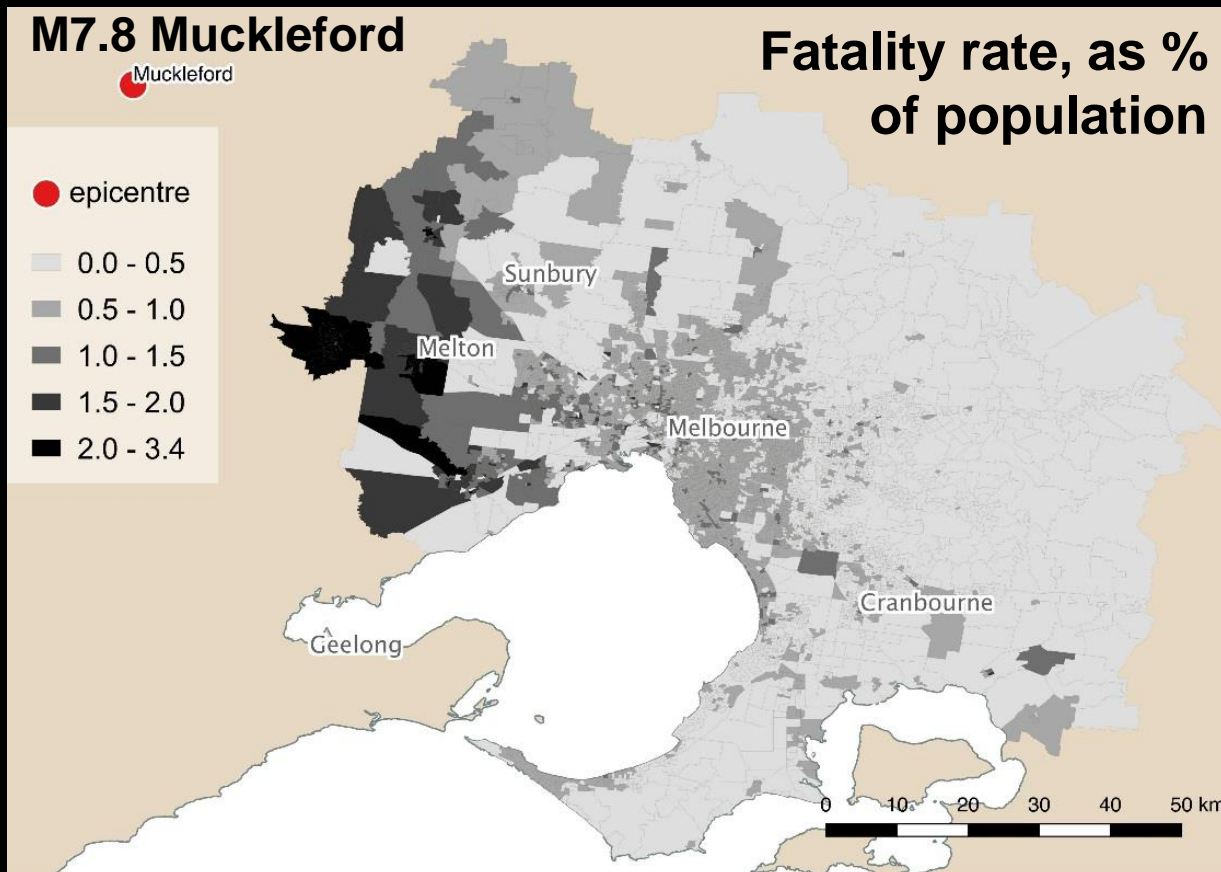 M7.8 Muckleford
Muckleford
Fatality rate, as %
of population
epicentre
0.0 - 0.5
0.5 - 1.0
1.0 - 1.5
1.5 - 2.0
2.0 - 3.4
Sunbury
Melton
Melbourne
Cranbourne
Geelong
0 10 20 30 40 50 km